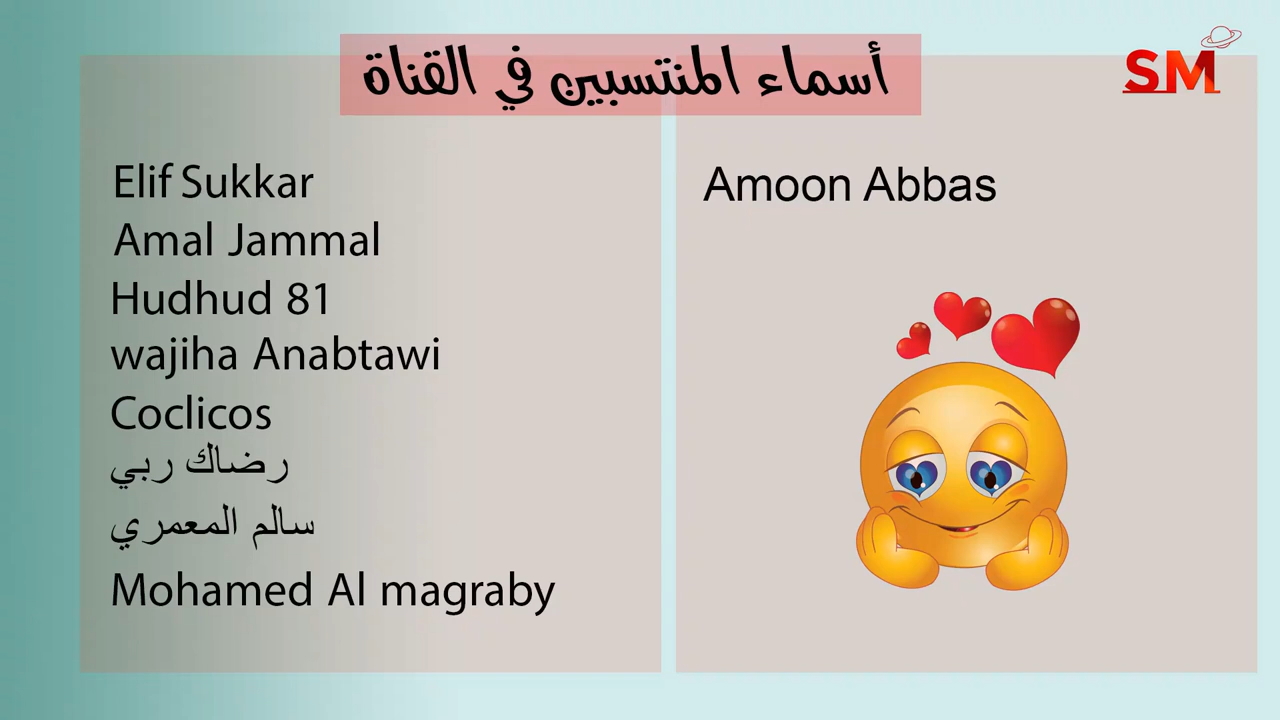 أسماء المنتسبين في القناة
SM
Elif Sukkar
Amal Jammal
Hudhud 81
wajiha Anabtawi
Coclicos
رضاك ربي
سالم المعمري
Mohamed Al magraby
Amoon Abbas